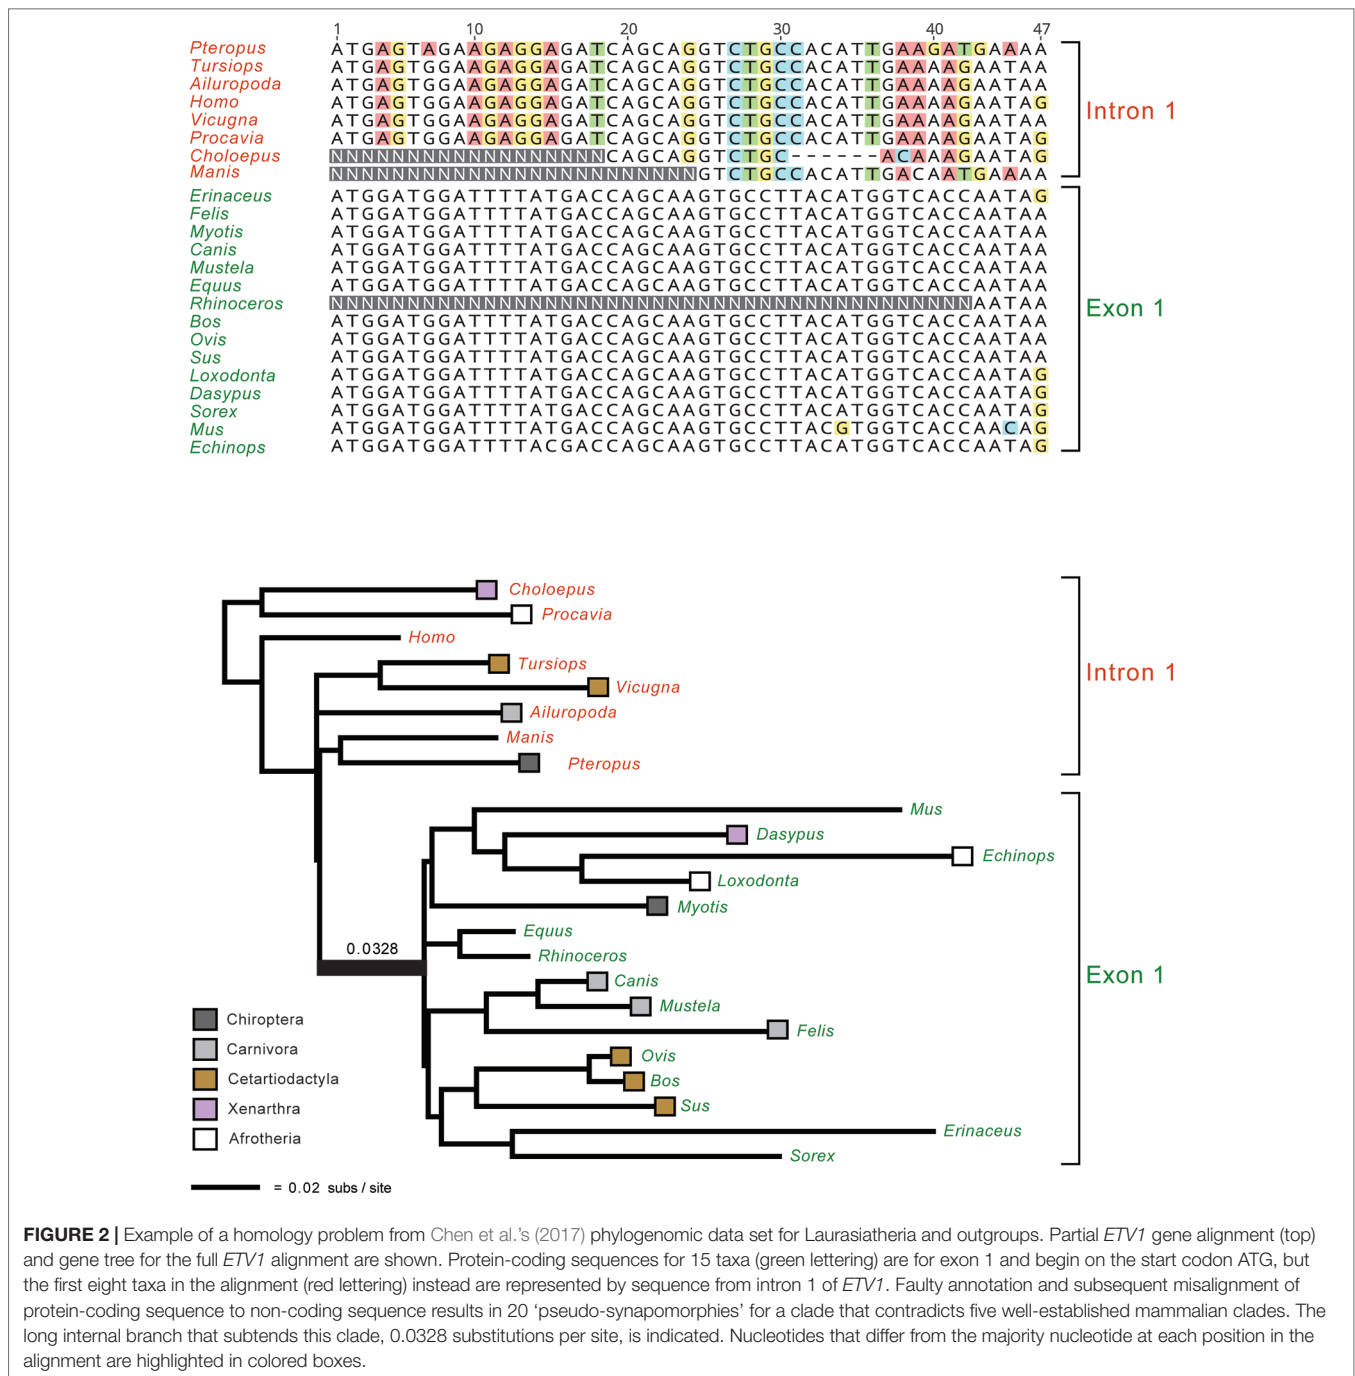 1 10 20 30 40 47
Pteropus ATGAGTAGAAGAGGAGATCAGCAGGTCTGCCACATTGAAGATGAAAA
Tursiops ATGAGTGGAAGAGGAGATCAGCAGGTCTGCCACATTGAAAAGAATAA
Ailuropoda ATGAGTGGAAGAGGAGATCAGCAGGTCTGCCACATTGAAAAGAATAA
Homo ATGAGTGGAAGAGGAGATCAGCAGGTCTGCCACATTGAAAAGAATAG
Vicugna ATGAGTGGAAGAGGAGATCAGCAGGTCTGCCACATTGAAAAGAATAA
Procavia ATGAGTGGAAGAGGAGATCAGCAGGTCTGCCACATTGAAAAGAATAG
Choloepus NNNNNNNNNNNNNNNNNNCAGCAGGTCTGC------ACAAAGAATAG
Manis NNNNNNNNNNNNNNNNNNNNNNNNGTCTGCCACATTGACAATGAAAA
Intron 1
Erinaceus ATGGATGGATTTTATGACCAGCAAGTGCCTTACATGGTCACCAATAG
Felis ATGGATGGATTTTATGACCAGCAAGTGCCTTACATGGTCACCAATAA
Myotis ATGGATGGATTTTATGACCAGCAAGTGCCTTACATGGTCACCAATAA
Canis ATGGATGGATTTTATGACCAGCAAGTGCCTTACATGGTCACCAATAA
Mustela ATGGATGGATTTTATGACCAGCAAGTGCCTTACATGGTCACCAATAA
Equus ATGGATGGATTTTATGACCAGCAAGTGCCTTACATGGTCACCAATAA
Rhinoceros NNNNNNNNNNNNNNNNNNNNNNNNNNNNNNNNNNNNNNNNNNAATAA
Bos ATGGATGGATTTTATGACCAGCAAGTGCCTTACATGGTCACCAATAA
Ovis ATGGATGGATTTTATGACCAGCAAGTGCCTTACATGGTCACCAATAA
Sus ATGGATGGATTTTATGACCAGCAAGTGCCTTACATGGTCACCAATAA
Loxodonta ATGGATGGATTTTATGACCAGCAAGTGCCTTACATGGTCACCAATAG
Dasypus ATGGATGGATTTTATGACCAGCAAGTGCCTTACATGGTCACCAATAG
Sorex ATGGATGGATTTTATGACCAGCAAGTGCCTTACATGGTCACCAATAG
Mus ATGGATGGATTTTATGACCAGCAAGTGCCTTACGTGGTCACCAACAG
Echinops ATGGATGGATTTTACGACCAGCAAGTGCCTTACATGGTCACCAATAG
Exon 1
Choloepus
Procavia
Homo
Tursiops
Vicugna
Ailuropoda
Manis
Pteropus
Intron 1
Mus
Dasypus
Echinops
Loxodonta
Myotis
Equus
Rhinoceros
Canis
Mustela
Felis
Ovis
Bos
Sus
Erinaceus
Sorex
Exon 1
0.0328
Chiroptera
Carnivora
Cetartiodactyla
Xenarthra
Afrotheria
= 0.02 subs / site
FIGURE 2 | Example of a homology problem from Chen et al.’s (2017) phylogenomic data set for Laurasiatheria and outgroups. Partial ETV1 gene alignment (top)
and gene tree for the full ETV1 alignment are shown. Protein-coding sequences for 15 taxa (green lettering) are for exon 1 and begin on the start codon ATG, but
the first eight taxa in the alignment (red lettering) instead are represented by sequence from intron 1 of ETV1. Faulty annotation and subsequent misalignment of
protein-coding sequence to non-coding sequence results in 20 ‘pseudo-synapomorphies’ for a clade that contradicts five well-established mammalian clades. The
long internal branch that subtends this clade, 0.0328 substitutions per site, is indicated. Nucleotides that differ from the majority nucleotide at each position in the
alignment are highlighted in colored boxes.